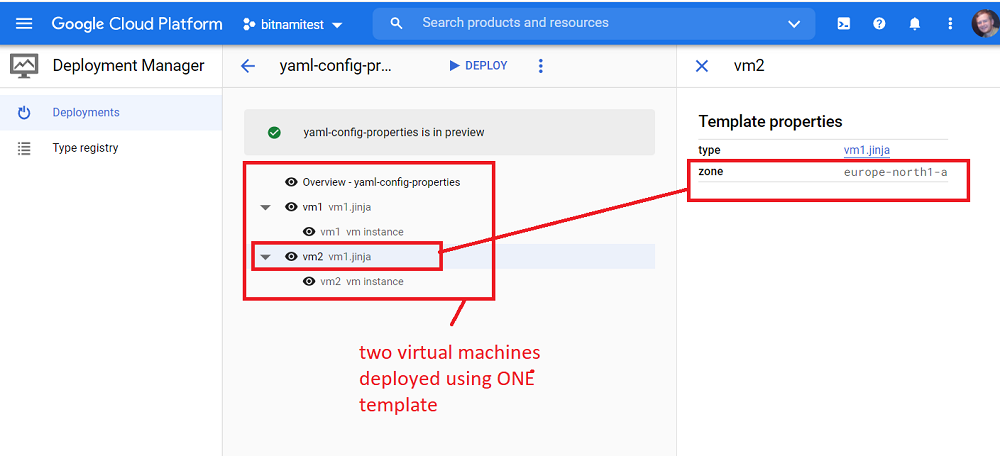 Google Cloud Platform
bitnamitest
Search products and resources
Deployment Manager
yaml-config-pr...
DEPLOY
vm2
Deployments
Type registry
yaml-config-properties is in preview
Overview - yaml-config-properties
vm1 vm1.jinja
vm1 vm instance
vm2 vm1.jinja
vm2 vm instance
Template properties
type vm1.jinja
zone europe-north1-a
two virtual machines
deployed using ONE
template